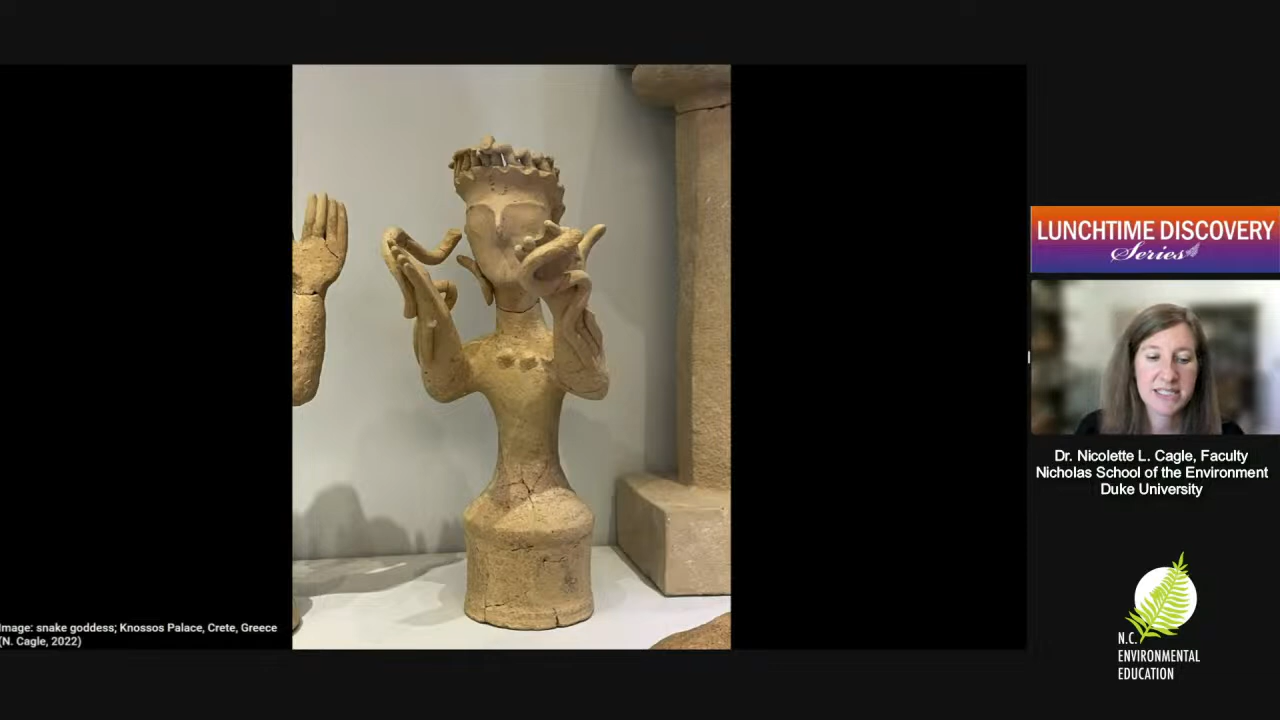 LUNCHTIME DISCOVERY
Series
Dr. Nicolette L. Cagle, Faculty
Nicholas School of the Environment
Duke University
Image: snake goddess; Knossos Palace, Crete, Greece
(N. Cagle, 2022)
N.C.
ENVIRONMENTAL
EDUCATION